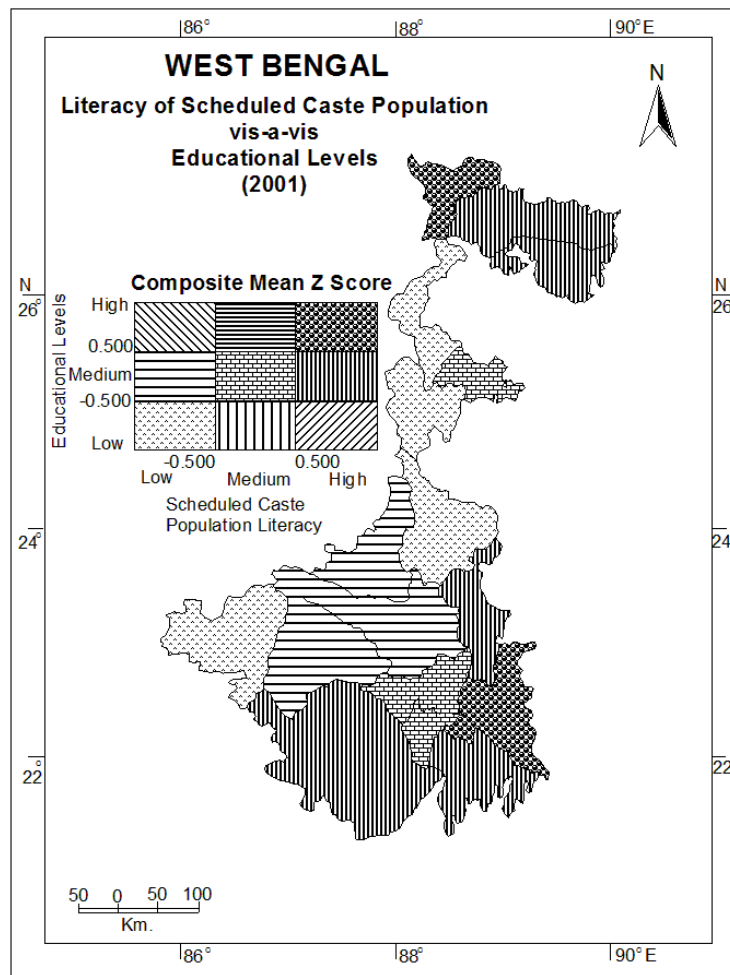 86° 88° 90°E
WEST BENGAL
Literacy of Scheduled Caste Population
vis-a-vis
Educational Levels
(2001)
N
N
26°
26
Composite Mean Z Score
Educational Levels
High
0.500
Medium
-0.500
Low
-0.500 0.500
Low Medium High
Scheduled Caste
Population Literacy
24°
24
22°
22
50 0 50 100
Km.
86° 88° 90°E